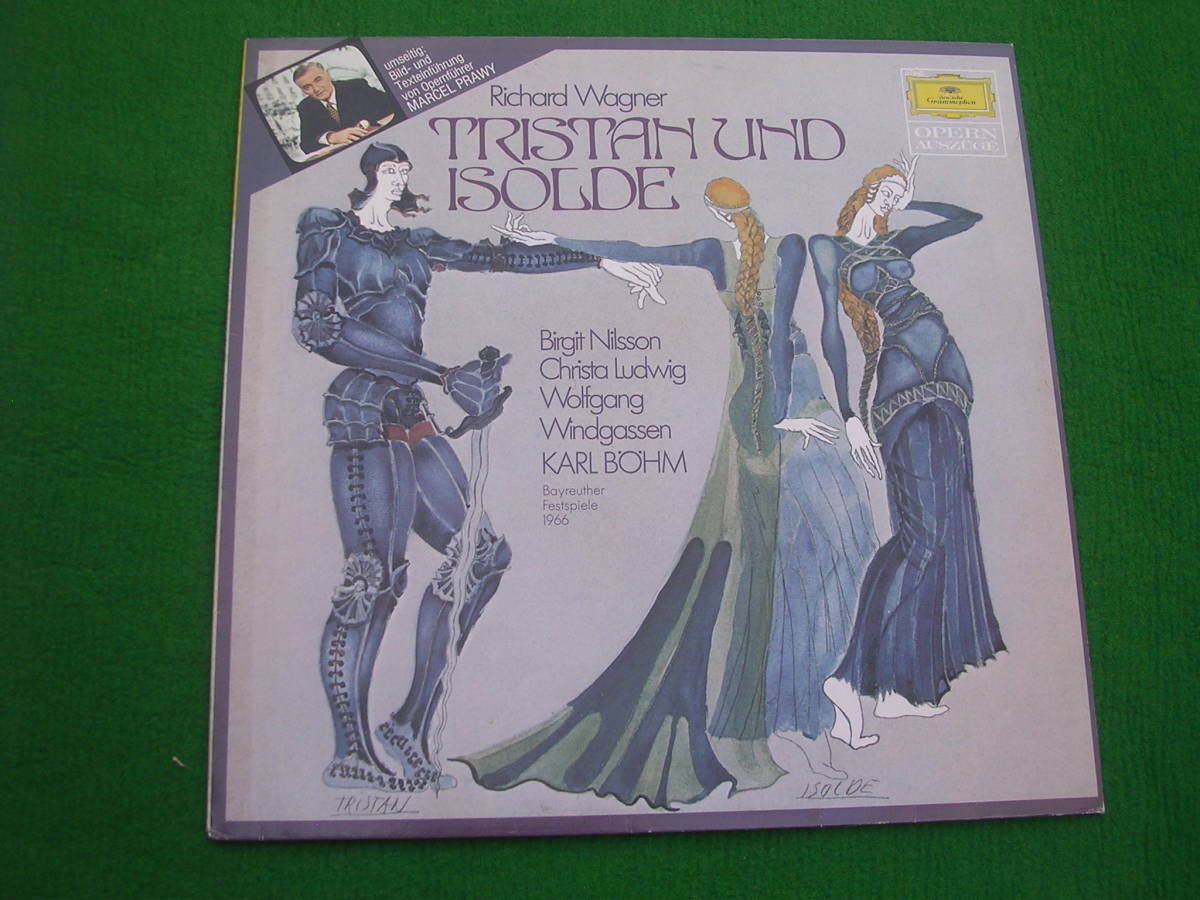 umseitig:
Bild- und
Texteinführung
von Opernführer
MARCEL PRAWY
Richard Wagner
TRISTAN UND
ISOLDE
Deutsche
Grammophon
OPERN
AUSZÜGE
Birgit Nilsson
Christa Ludwig
Wolfgang
Windgassen
KARL BÖHM
Bayreuther
Festspiele
1966
TRISTAN
ISOLDE